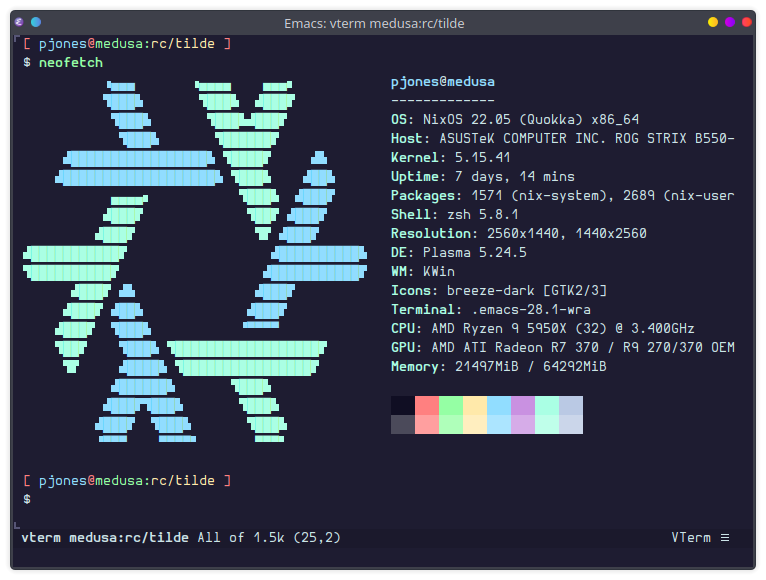 Emacs: vterm medusa:rc/tilde
[ pjones@medusa:rc/tilde ]
$ neofetch
pjones@medusa
-------------
OS: NixOS 22.05 (Quokka) x86_64
Host: ASUSTeK COMPUTER INC. ROG STRIX B550-
Kernel: 5.15.41
Uptime: 7 days, 14 mins
Packages: 1571 (nix-system), 2689 (nix-user
Shell: zsh 5.8.1
Resolution: 2560x1440, 1440x2560
DE: Plasma 5.24.5
WM: KWin
Icons: breeze-dark [GTK2/3]
Terminal: .emacs-28.1-wra
CPU: AMD Ryzen 9 5950X (32) @ 3.400GHz
GPU: AMD ATI Radeon R7 370 / R9 270/370 OEM
Memory: 21497MiB / 64292MiB
[ pjones@medusa:rc/tilde ]
$
vterm medusa:rc/tilde All of 1.5k (25,2) VTerm ☰